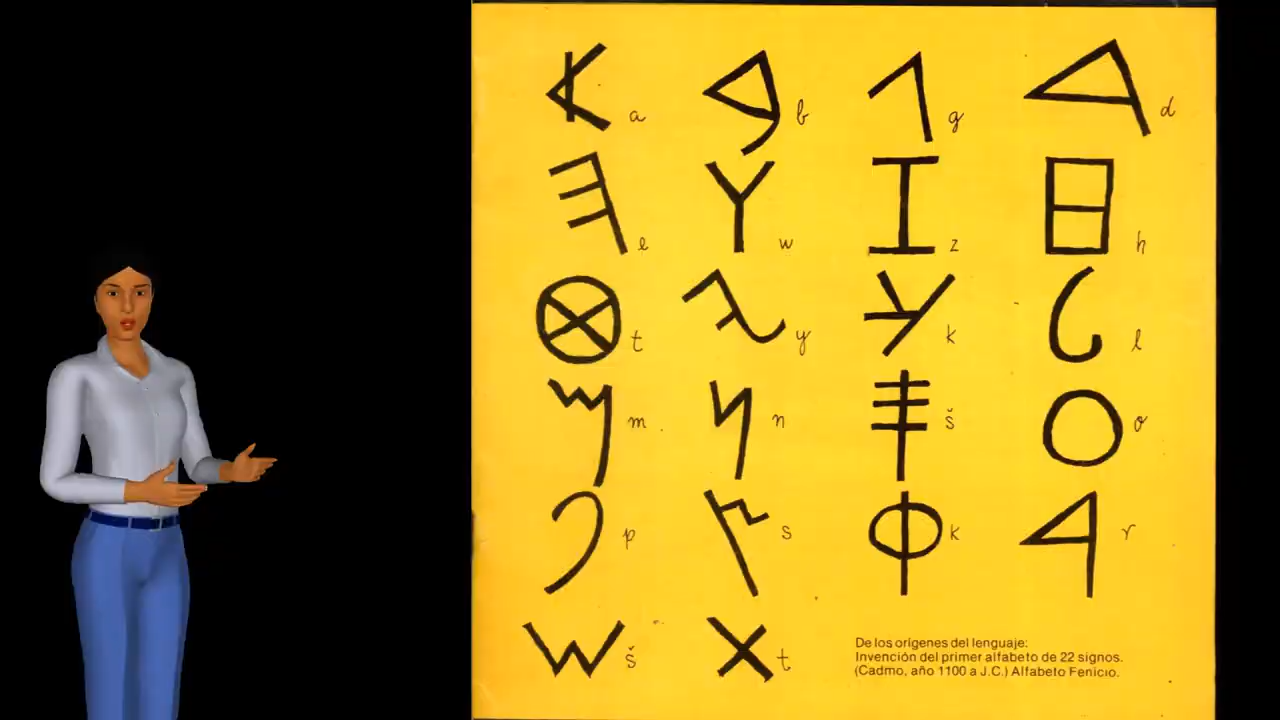 𐤀 a 𐤁 b 𐤂 g 𐤃 d
𐤄 e 𐤅 w 𐤆 z 𐤇 h
𐤈 t 𐤉 y 𐤊 k 𐤋 l
𐤌 m 𐤍 n 𐤎 š 𐤏 o
𐤐 p 𐤑 s 𐤒 k 𐤓 r
𐤔 š 𐤕 t
De los orígenes del lenguaje:
Invención del primer alfabeto de 22 signos.
(Cadmo, año 1100 a J.C.) Alfabeto Fenicio.